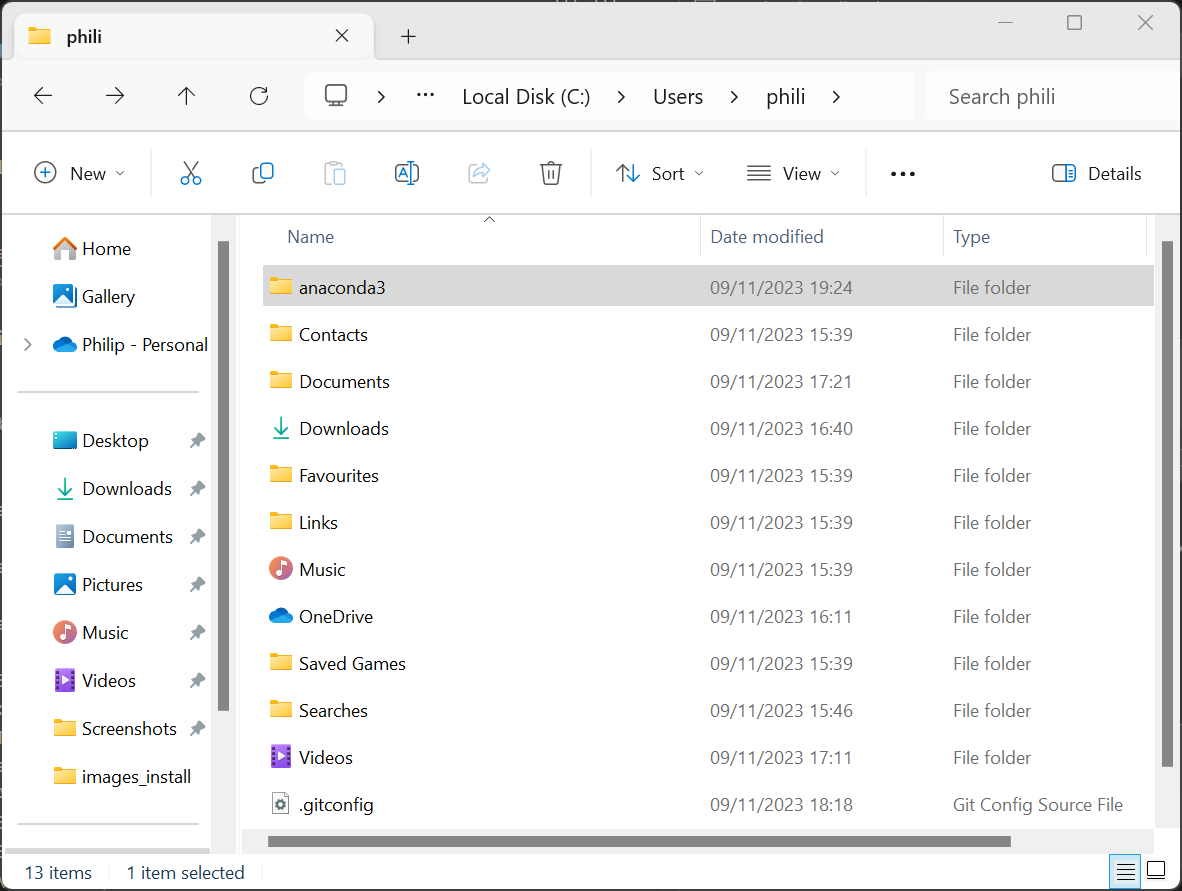 phili
Local Disk (C:) Users phili Search phili
New Sort View Details
Home
Gallery
Philip - Personal
Desktop
Downloads
Documents
Pictures
Music
Videos
Screenshots
images_install
Name Date modified Type
anaconda3 09/11/2023 19:24 File folder
Contacts 09/11/2023 15:39 File folder
Documents 09/11/2023 17:21 File folder
Downloads 09/11/2023 16:40 File folder
Favourites 09/11/2023 15:39 File folder
Links 09/11/2023 15:39 File folder
Music 09/11/2023 15:39 File folder
OneDrive 09/11/2023 16:11 File folder
Saved Games 09/11/2023 15:39 File folder
Searches 09/11/2023 15:46 File folder
Videos 09/11/2023 17:11 File folder
.gitconfig 09/11/2023 18:18 Git Config Source File
13 items 1 item selected